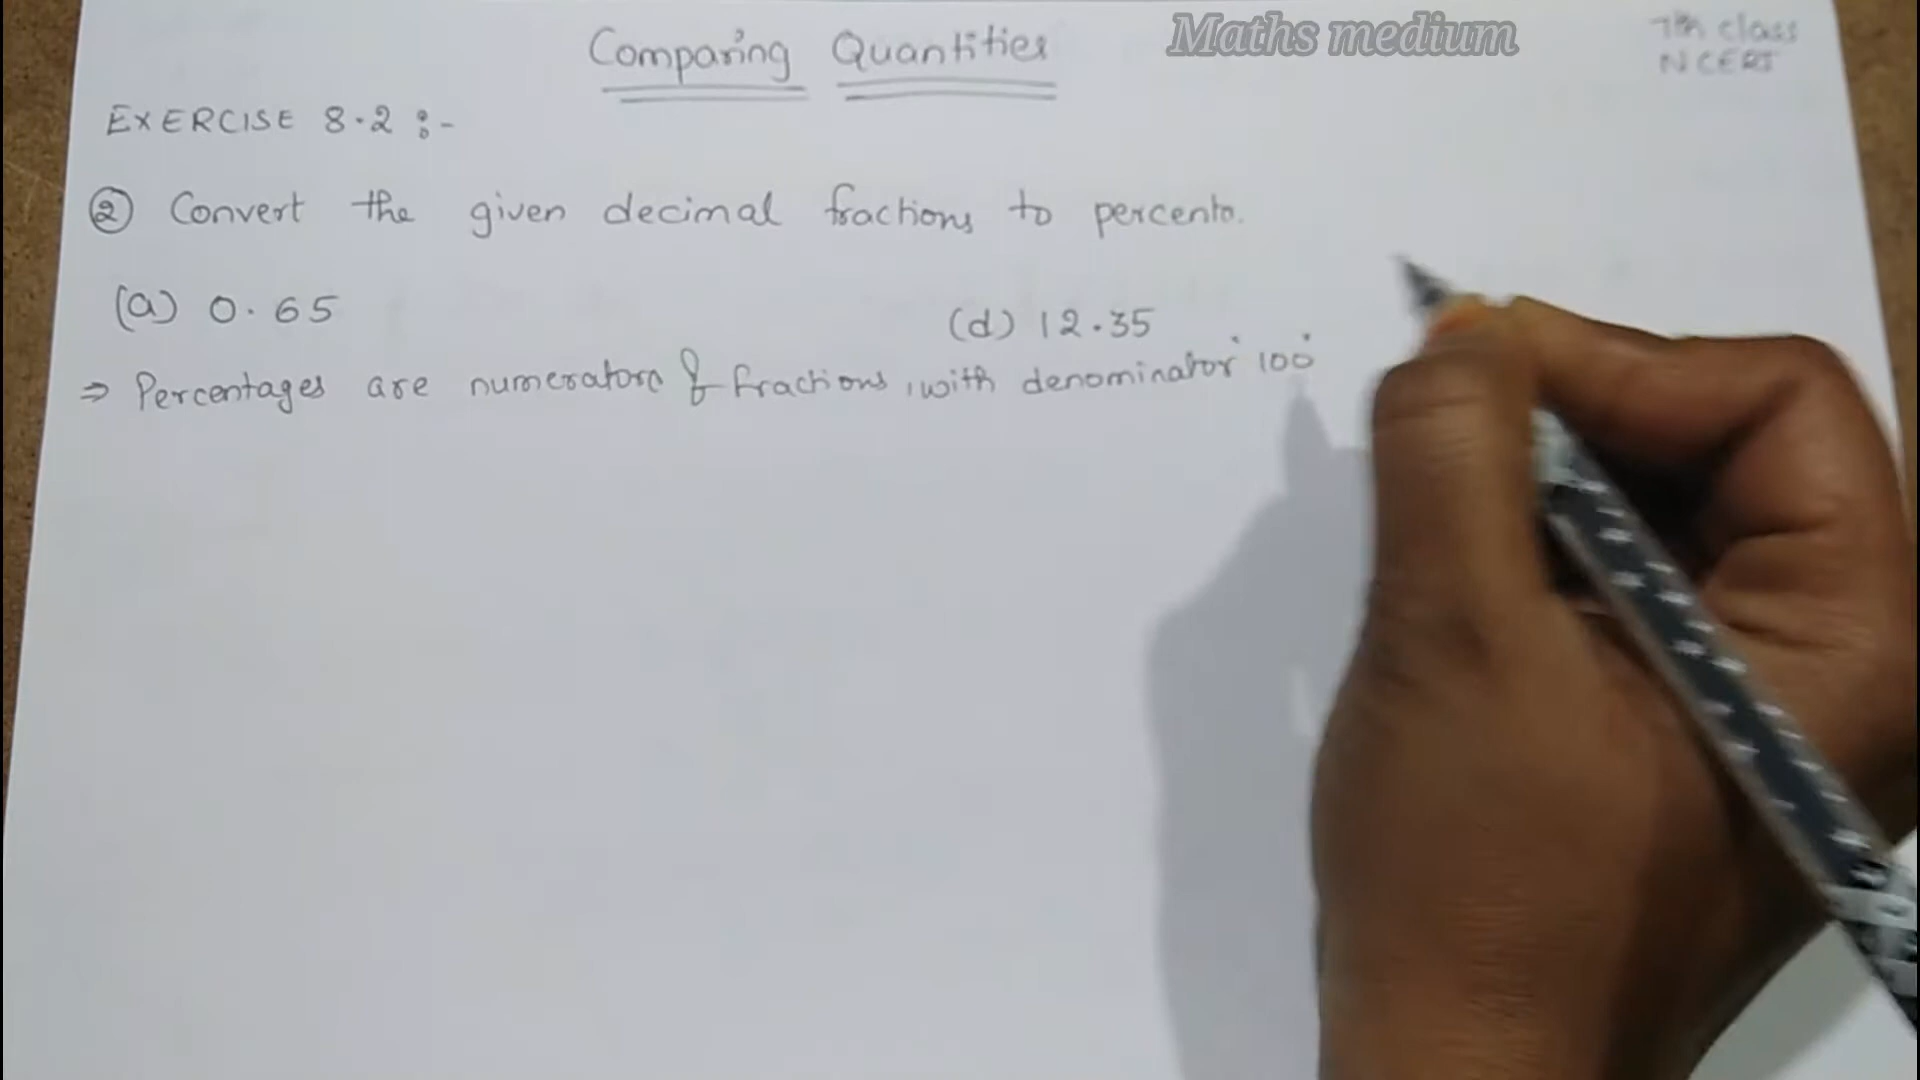 Comparing Quantities
Maths medium
7th class
NCERT
EXERCISE 8.2 :-
② Convert the given decimal fractions to percents.
(a) 0.65
(d) 12.35
⇒ Percentages are numerators of fractions, with denominator 100